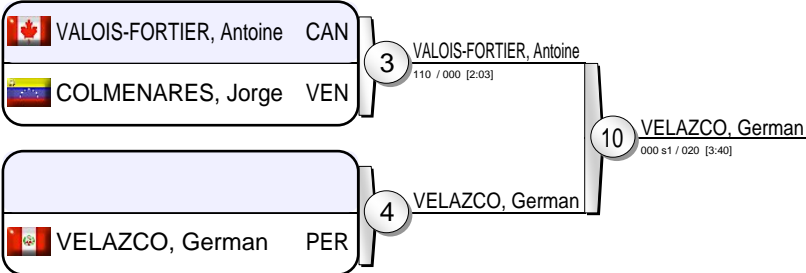 VALOIS-FORTIER, Antoine CAN
COLMENARES, Jorge VEN
3
VALOIS-FORTIER, Antoine
110 / 000 [2:03]
VELAZCO, German PER
4
VELAZCO, German
10
VELAZCO, German
000 s1 / 020 [3:40]